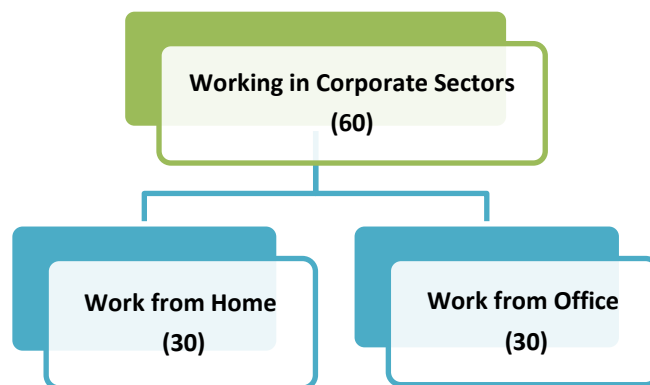 Working in Corporate Sectors
(60)
Work from Home
(30)
Work from Office
(30)